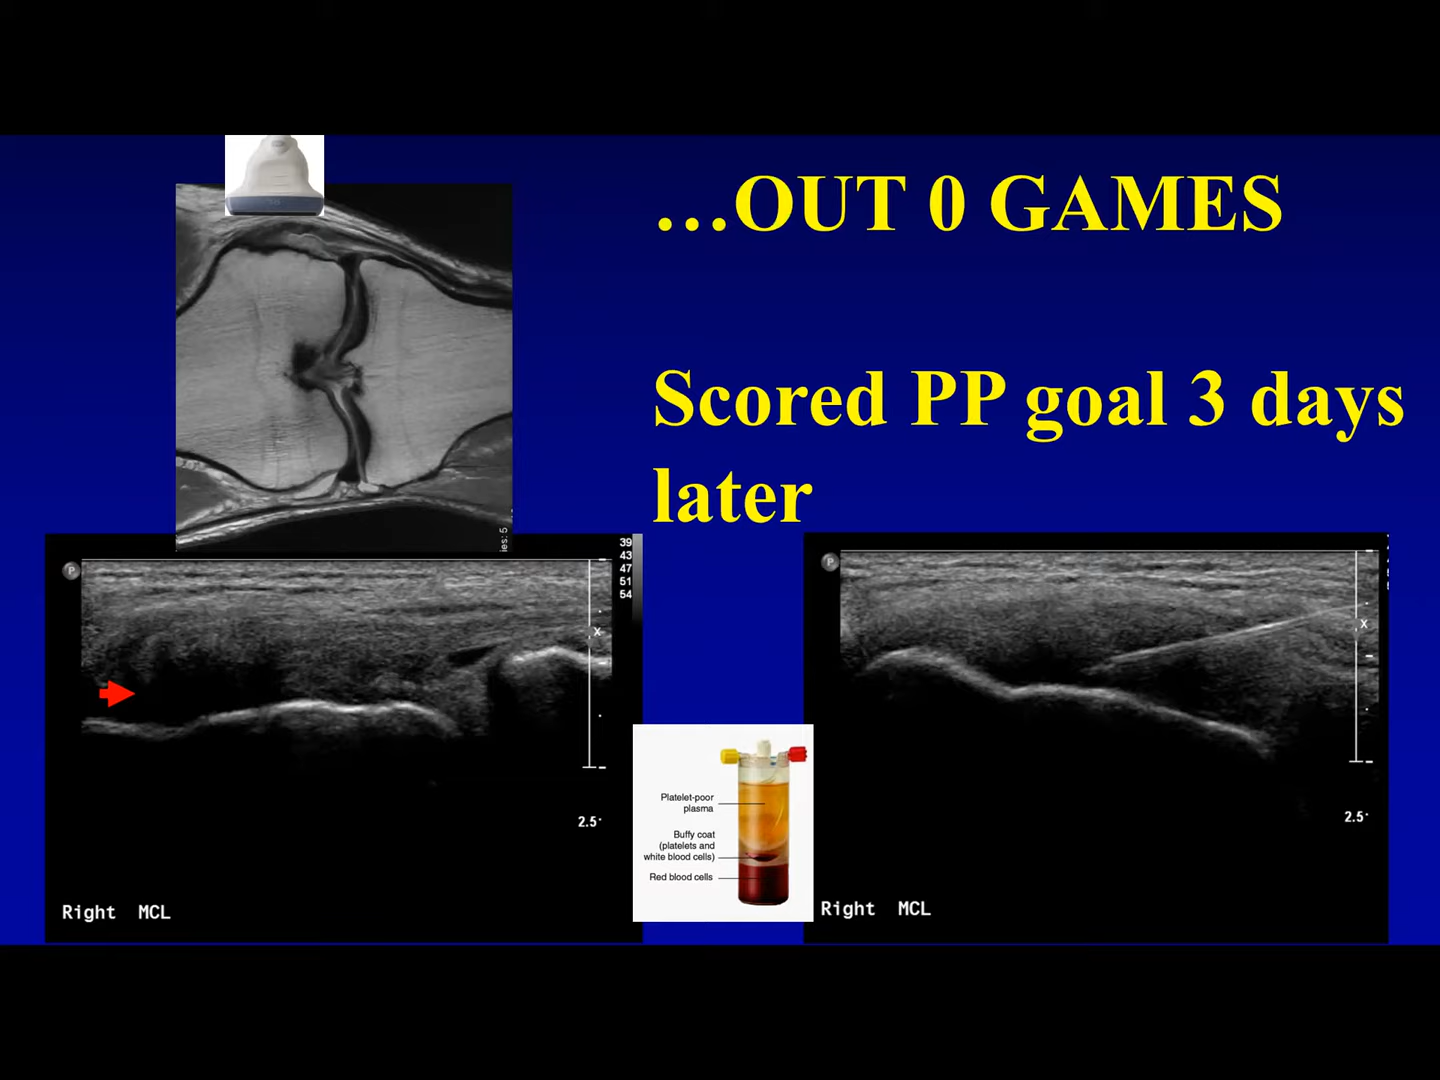 …OUT 0 GAMES
Scored PP goal 3 days
later
39
43
47
51
54
P
X
2.5
Right MCL
Platelet-poor
plasma
Buffy coat
(platelets and
white blood cells)
Red blood cells
P
X
2.5
Right MCL